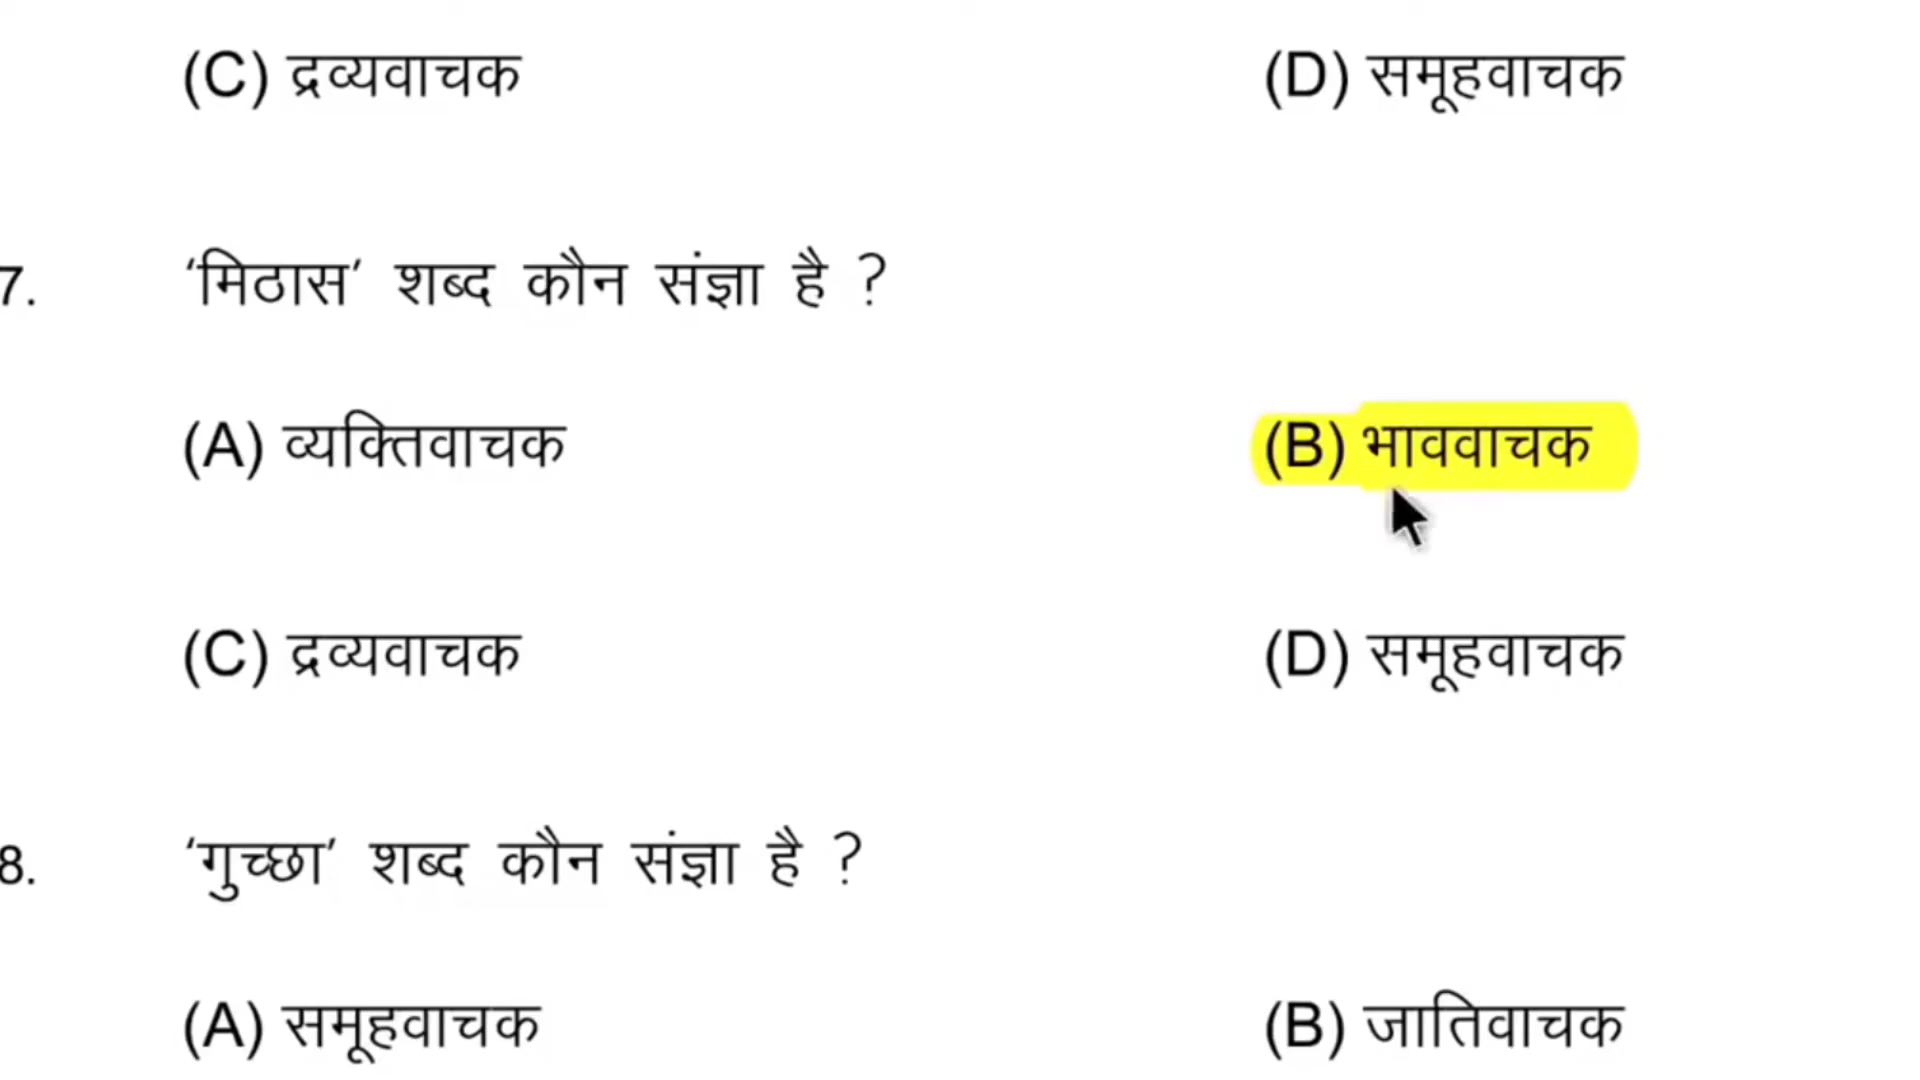 (C) द्रव्यवाचक (D) समूहवाचक
7. ‘मिठास’ शब्द कौन संज्ञा है ?
(A) व्यक्तिवाचक (B) भाववाचक
(C) द्रव्यवाचक (D) समूहवाचक
8. ‘गुच्छा’ शब्द कौन संज्ञा है ?
(A) समूहवाचक (B) जातिवाचक